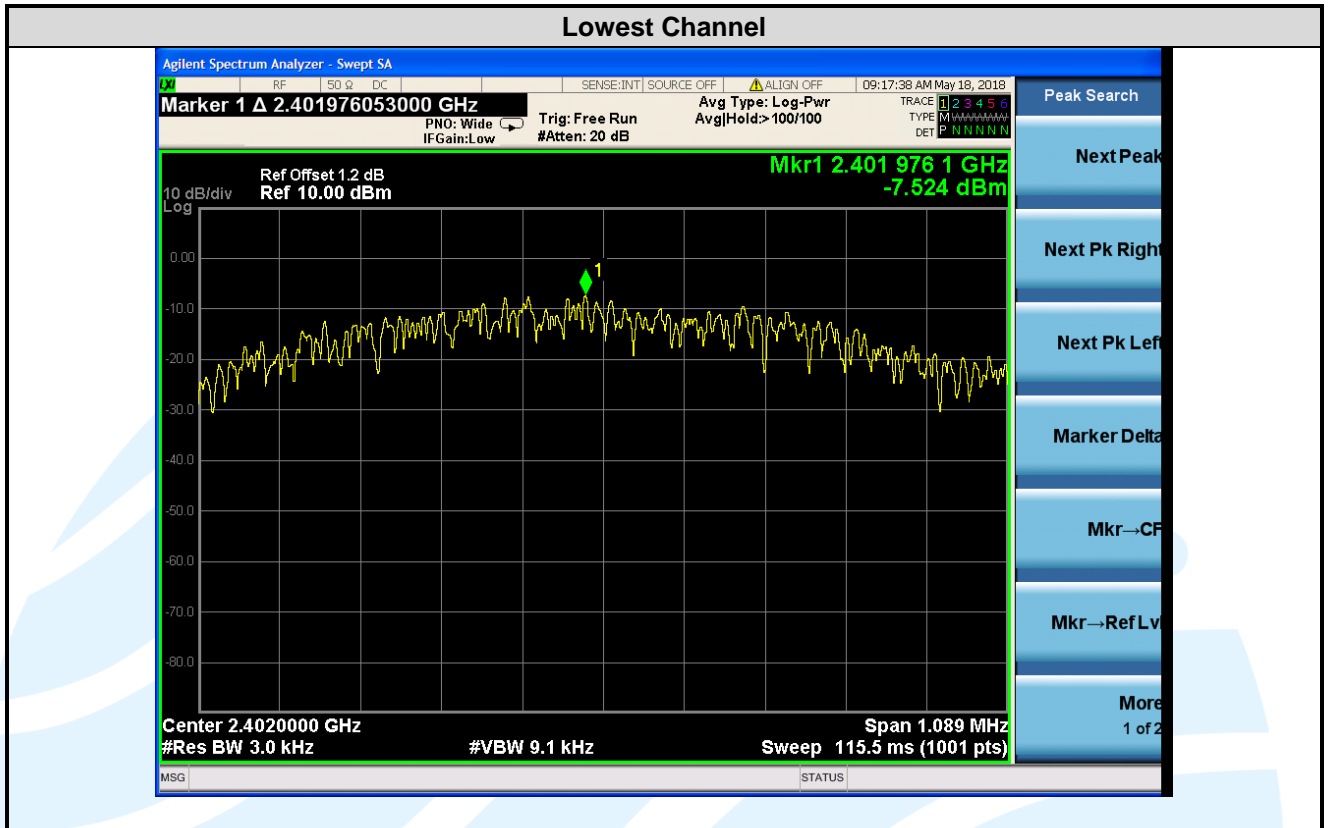 Lowest Channel
Agilent Spectrum Analyzer - Swept SA
LXI RF 50 Ω DC SENSE:INT SOURCE OFF ALIGN OFF 09:17:38 AM May 18, 2018
Marker 1 Δ 2.401976053000 GHz
PNO: Wide
IFGain:Low
Trig: Free Run
#Atten: 20 dB
Avg Type: Log-Pwr
Avg|Hold:>100/100
TRACE 1 2 3 4 5 6
TYPE M
DET P N N N N N
Mkr1 2.401 976 1 GHz
-7.524 dBm
Ref Offset 1.2 dB
10 dB/div Ref 10.00 dBm
Log
0.00
1
-10.0
-20.0
-30.0
-40.0
-50.0
-60.0
-70.0
-80.0
Center 2.4020000 GHz Span 1.089 MHz
#Res BW 3.0 kHz #VBW 9.1 kHz Sweep 115.5 ms (1001 pts)
MSG STATUS
Peak Search
Next Peak
Next Pk Right
Next Pk Left
Marker Delta
Mkr→CF
Mkr→Ref Lvl
More
1 of 2